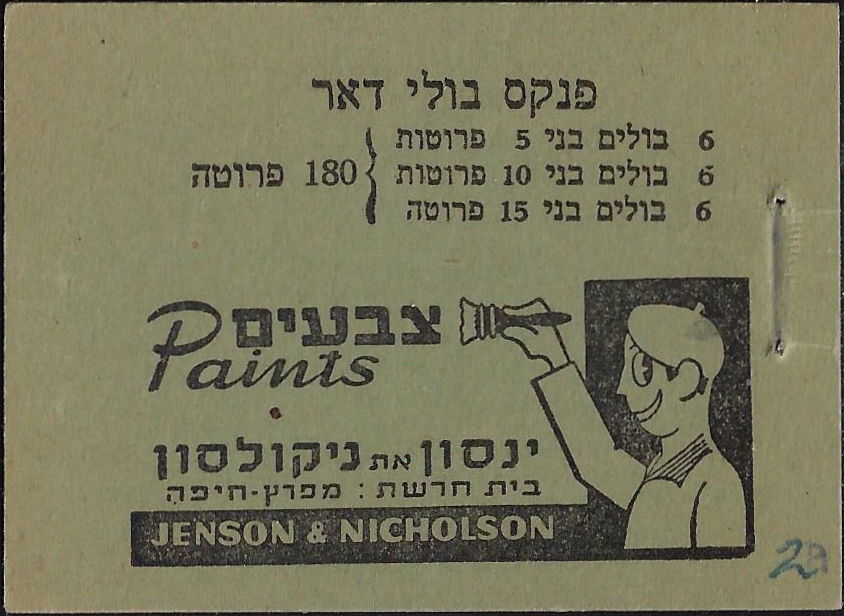 פנקס בולי דאר
6 בולים בני 5 פרוטות
6 בולים בני 10 פרוטות } 180 פרוטה
6 בולים בני 15 פרוטה
צבעים
Paints
ינסון את ניקולסון
בית חרשת: מפרץ-חיפה
JENSON & NICHOLSON